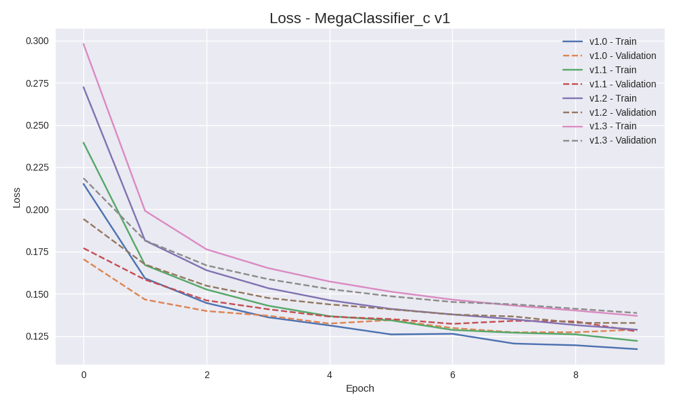 Loss - MegaClassifier_c v1
0.300
0.275
0.250
0.225
0.200
0.175
0.150
0.125
Loss
0
2
4
6
8
Epoch
v1.0 - Train
v1.0 - Validation
v1.1 - Train
v1.1 - Validation
v1.2 - Train
v1.2 - Validation
v1.3 - Train
v1.3 - Validation